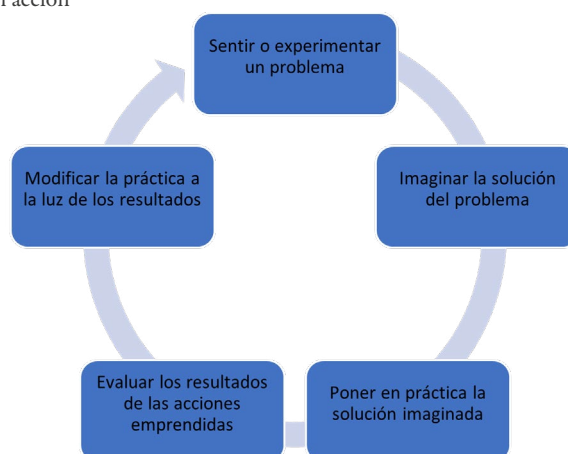 acción
Sentir o experimentar
un problema
Imaginar la solución
del problema
Poner en práctica la
solución imaginada
Evaluar los resultados
de las acciones
emprendidas
Modificar la práctica a
la luz de los resultados